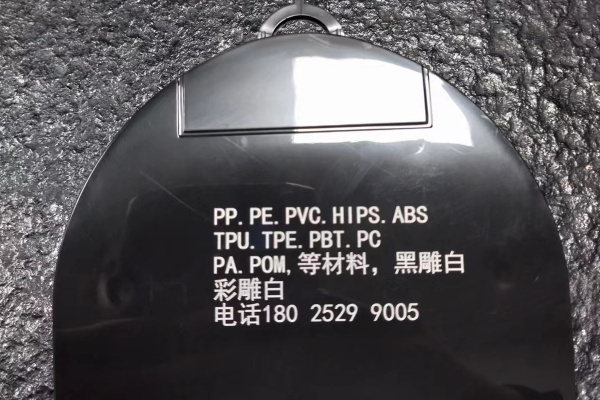 PP.PE.PVC.HIPS.ABS
TPU.TPE.PBT.PC
PA.POM,等材料，黑雕白
彩雕白
电话180 2529 9005